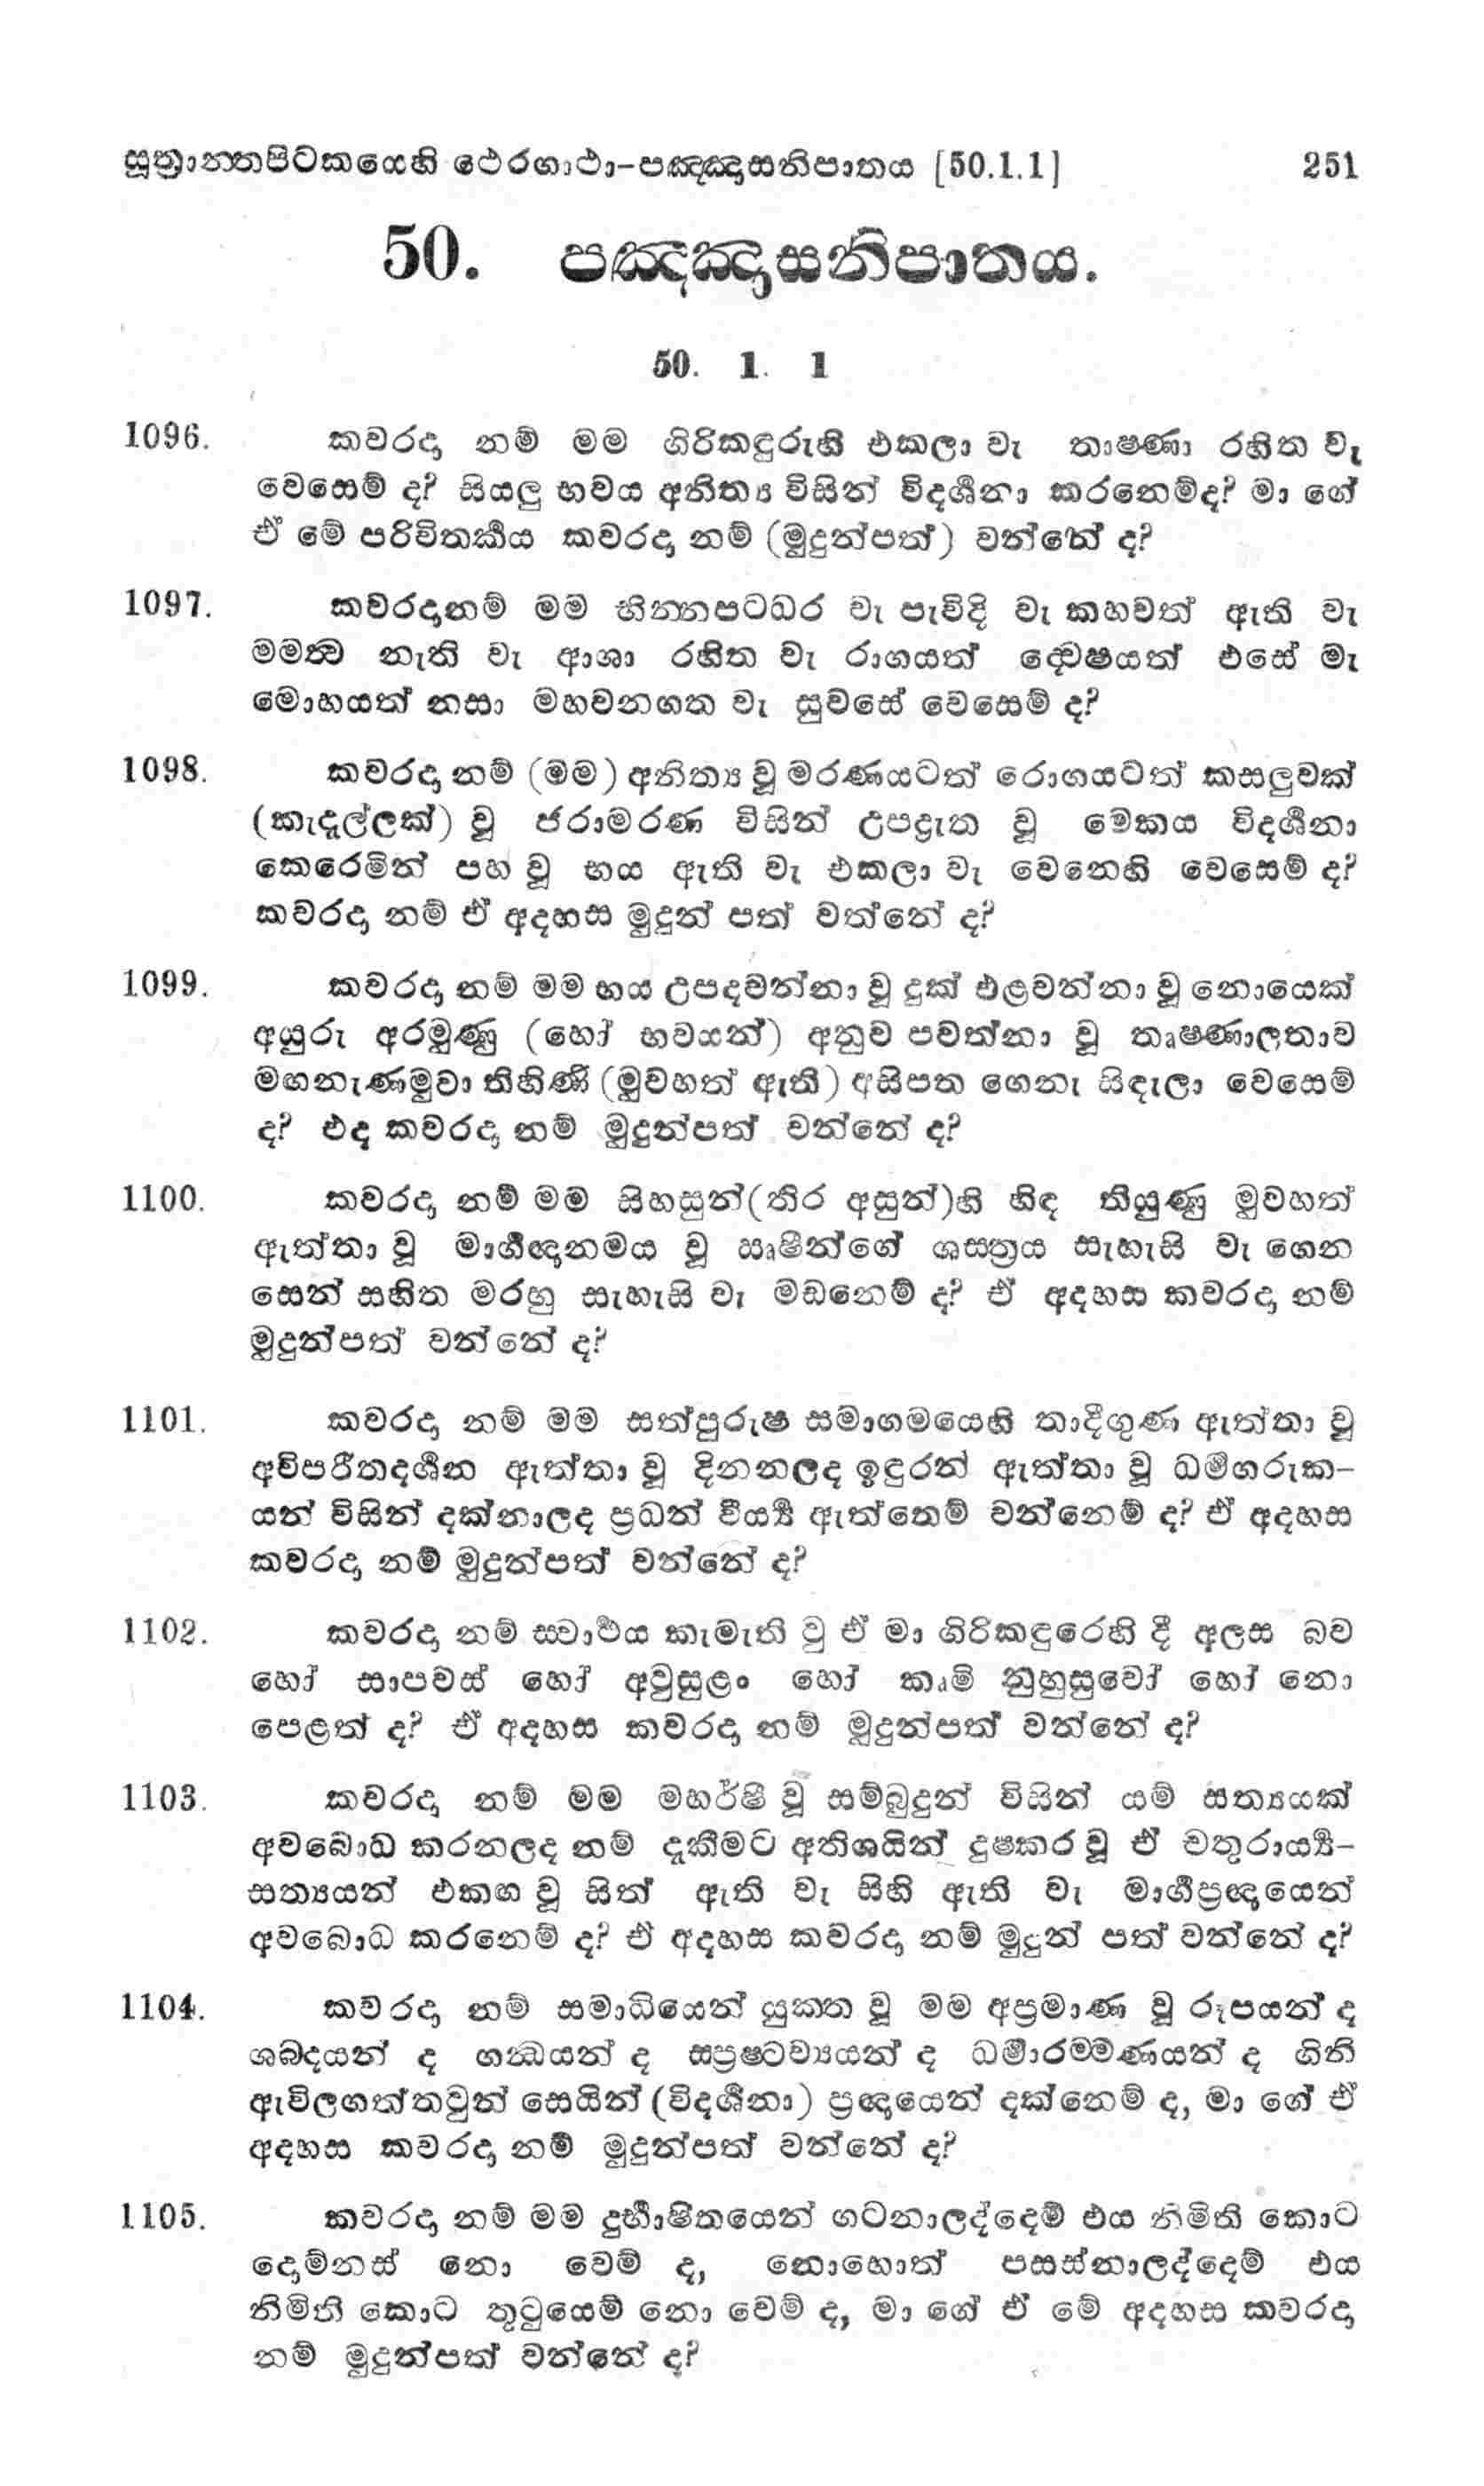 සූත්‍රාන්තපිටකයෙහි ථෙරගාථා-පඤ්ඤාසනිපාතය [50.1.1] 251
50. පඤ්ඤාසනිපාතය.
50. 1. 1
1096. කවරදා නම් මම ගිරිකඳුරුහි එකලා වැ තෘෂ්ණා රහිත වැ
වෙසෙම් ද? සියලු භවය අනිත්‍ය විසින් විදර්‍ශනා කරනෙම්ද? මා ගේ
ඒ මේ පරිවිතර්‍කය කවරදා නම් (මුදුන්පත්) වන්නේ ද?
1097. කවරදානම් මම භින්නපටධර වැ පැවිදි වැ කහවත් ඇති වැ
මමත්‍ව නැති වැ ආශා රහිත වැ රාගයත් ද්වෙෂයත් එසේ මැ
මොහයත් නසා මහවනගත වැ සුවසේ වෙසෙම් ද?
1098. කවරදා නම් (මම) අනිත්‍ය වූ මරණයටත් රොගයටත් කසලුවක්
(කැදැල්ලක්) වූ ජරාමරණ විසින් උපද්‍රැත වූ මෙකය විදර්‍ශනා
කෙරෙමින් පහ වූ භය ඇති වැ එකලා වැ වෙනෙහි වෙසෙම් ද?
කවරදා නම් ඒ අදහස මුදුන් පත් වන්නේ ද?
1099. කවරදා නම් මම භය උපදවන්නා වූ දුක් එළවන්නා වූ නොයෙක්
අයුරු අරමුණු (හෝ භවයන්) අනුව පවත්නා වූ තෘෂ්ණාලතාව
මඟනැණමුවා තිහිණි (මුවහත් ඇති) අසිපත ගෙනැ සිඳැලා වෙසෙම්
ද? එද කවරදා නම් මුදුන්පත් වන්නේ ද?
1100. කවරදා නම් මම සිහසුන්(තිර අසුන්)හි හිඳ තියුණු මුවහත්
ඇත්තා වූ මාර්‍ගඥානමය වූ ඍෂීන්ගේ ශස්ත්‍රය සැහැසි වැ ගෙන
සෙන් සහිත මරහු සැහැසි වැ මඩනෙම් ද? ඒ අදහස කවරදා නම්
මුදුන්පත් වන්නේ ද?
1101. කවරදා නම් මම සත්පුරුෂ සමාගමයෙහි තාදීගුණ ඇත්තා වූ
අවිපරීතදර්‍ශන ඇත්තා වූ දිනනලද ඉඳුරන් ඇත්තා වූ ධර්‍මගරුක-
යන් විසින් දක්නාලද ප්‍රධන් වීර්‍ය්‍ය ඇත්තෙම් වන්නෙම් ද? ඒ අදහස
කවරදා නම් මුදුන්පත් වන්නේ ද?
1102. කවරදා නම් ස්වාර්‍ථය කැමැති වූ ඒ මා ගිරිකඳුරෙහි දී අලස බව
හෝ සාපවස් හෝ අවුසුළං හෝ කෘමි නුහුසුවෝ හෝ නො
පෙළත් ද? ඒ අදහස කවරදා නම් මුදුන්පත් වන්නේ ද?
1103. කවරදා නම් මම මහර්ෂි වූ සම්බුදුන් විසින් යම් සත්‍යයක්
අවබොධ කරනලද නම් දැකීමට අතිශයින් දුෂ්කර වූ ඒ චතුරාර්‍ය්‍ය-
සත්‍යයන් එකඟ වූ සිත් ඇති වැ සිහි ඇති වැ මාර්‍ගප්‍රඥායෙන්
අවබොධ කරනෙම් ද? ඒ අදහස කවරදා නම් මුදුන් පත් වන්නේ ද?
1104. කවරදා නම් සමාධියෙන් යුක්ත වූ මම අප්‍රමාණ වූ රූපයන් ද
ශබ්දයන් ද ගන්‍ධයන් ද ස්ප්‍රෂ්ටව්‍යයන් ද ධර්‍මාරම්මණයන් ද ගිනි
ඇවිලගත්තවුන් සෙයින් (විදර්‍ශනා) ප්‍රඥායෙන් දක්නෙම් ද, මා ගේ ඒ
අදහස කවරදා නම් මුදුන්පත් වන්නේ ද?
1105. කවරදා නම් මම දුර්‍භාෂිතයෙන් ගටනාලද්දෙම් එය නිමිති කොට
දොම්නස් නො වෙම් ද, නොහොත් පසස්නාලද්දෙම් එය
නිමිති කොට තුටුයෙම් නො වෙම් ද, මා ගේ ඒ මේ අදහස කවරදා
නම් මුදුන්පත් වන්නේ ද?